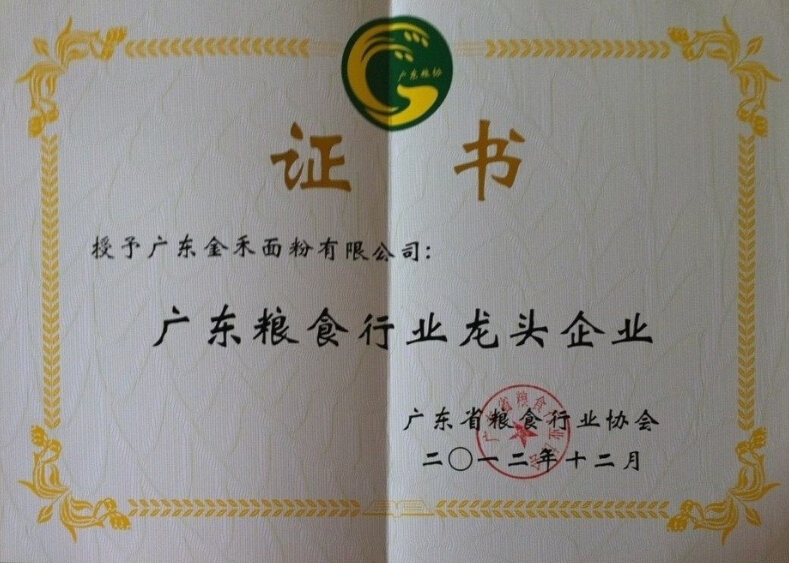 广东粮协
证书
授予广东金禾面粉有限公司:
广东粮食行业龙头企业
广东省粮食行业协会
二〇一二年十二月